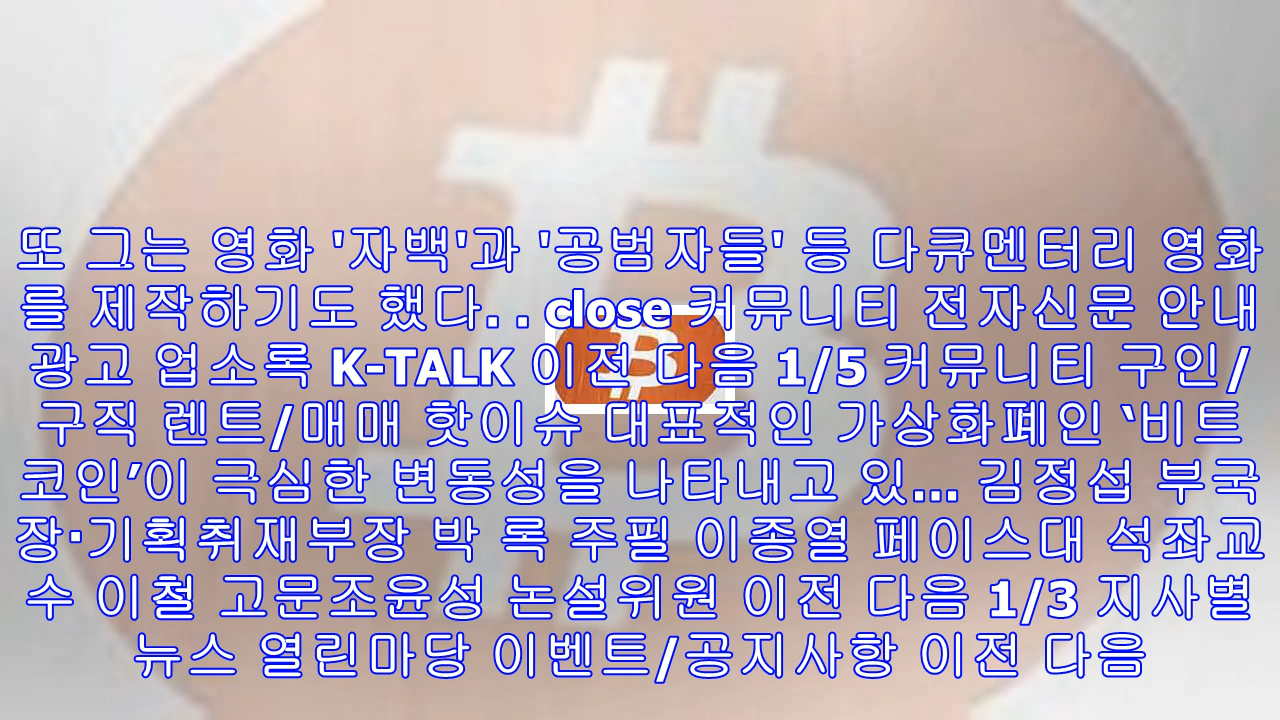 또 그는 영화 '자백'과 '공범자들' 등 다큐멘터리 영화
를 제작하기도 했다. . close 커뮤니티 전자신문 안내
광고 업소록 K-TALK 이전 다음 1/5 커뮤니티 구인/
구직 렌트/매매 핫이슈 대표적인 가상화폐인 ‘비트
코인’이 극심한 변동성을 나타내고 있... 김정섭 부국
장·기획취재부장 박 록 주필 이종열 페이스대 석좌교
수 이철 고문조윤성 논설위원 이전 다음 1/3 지사별
뉴스 열린마당 이벤트/공지사항 이전 다음